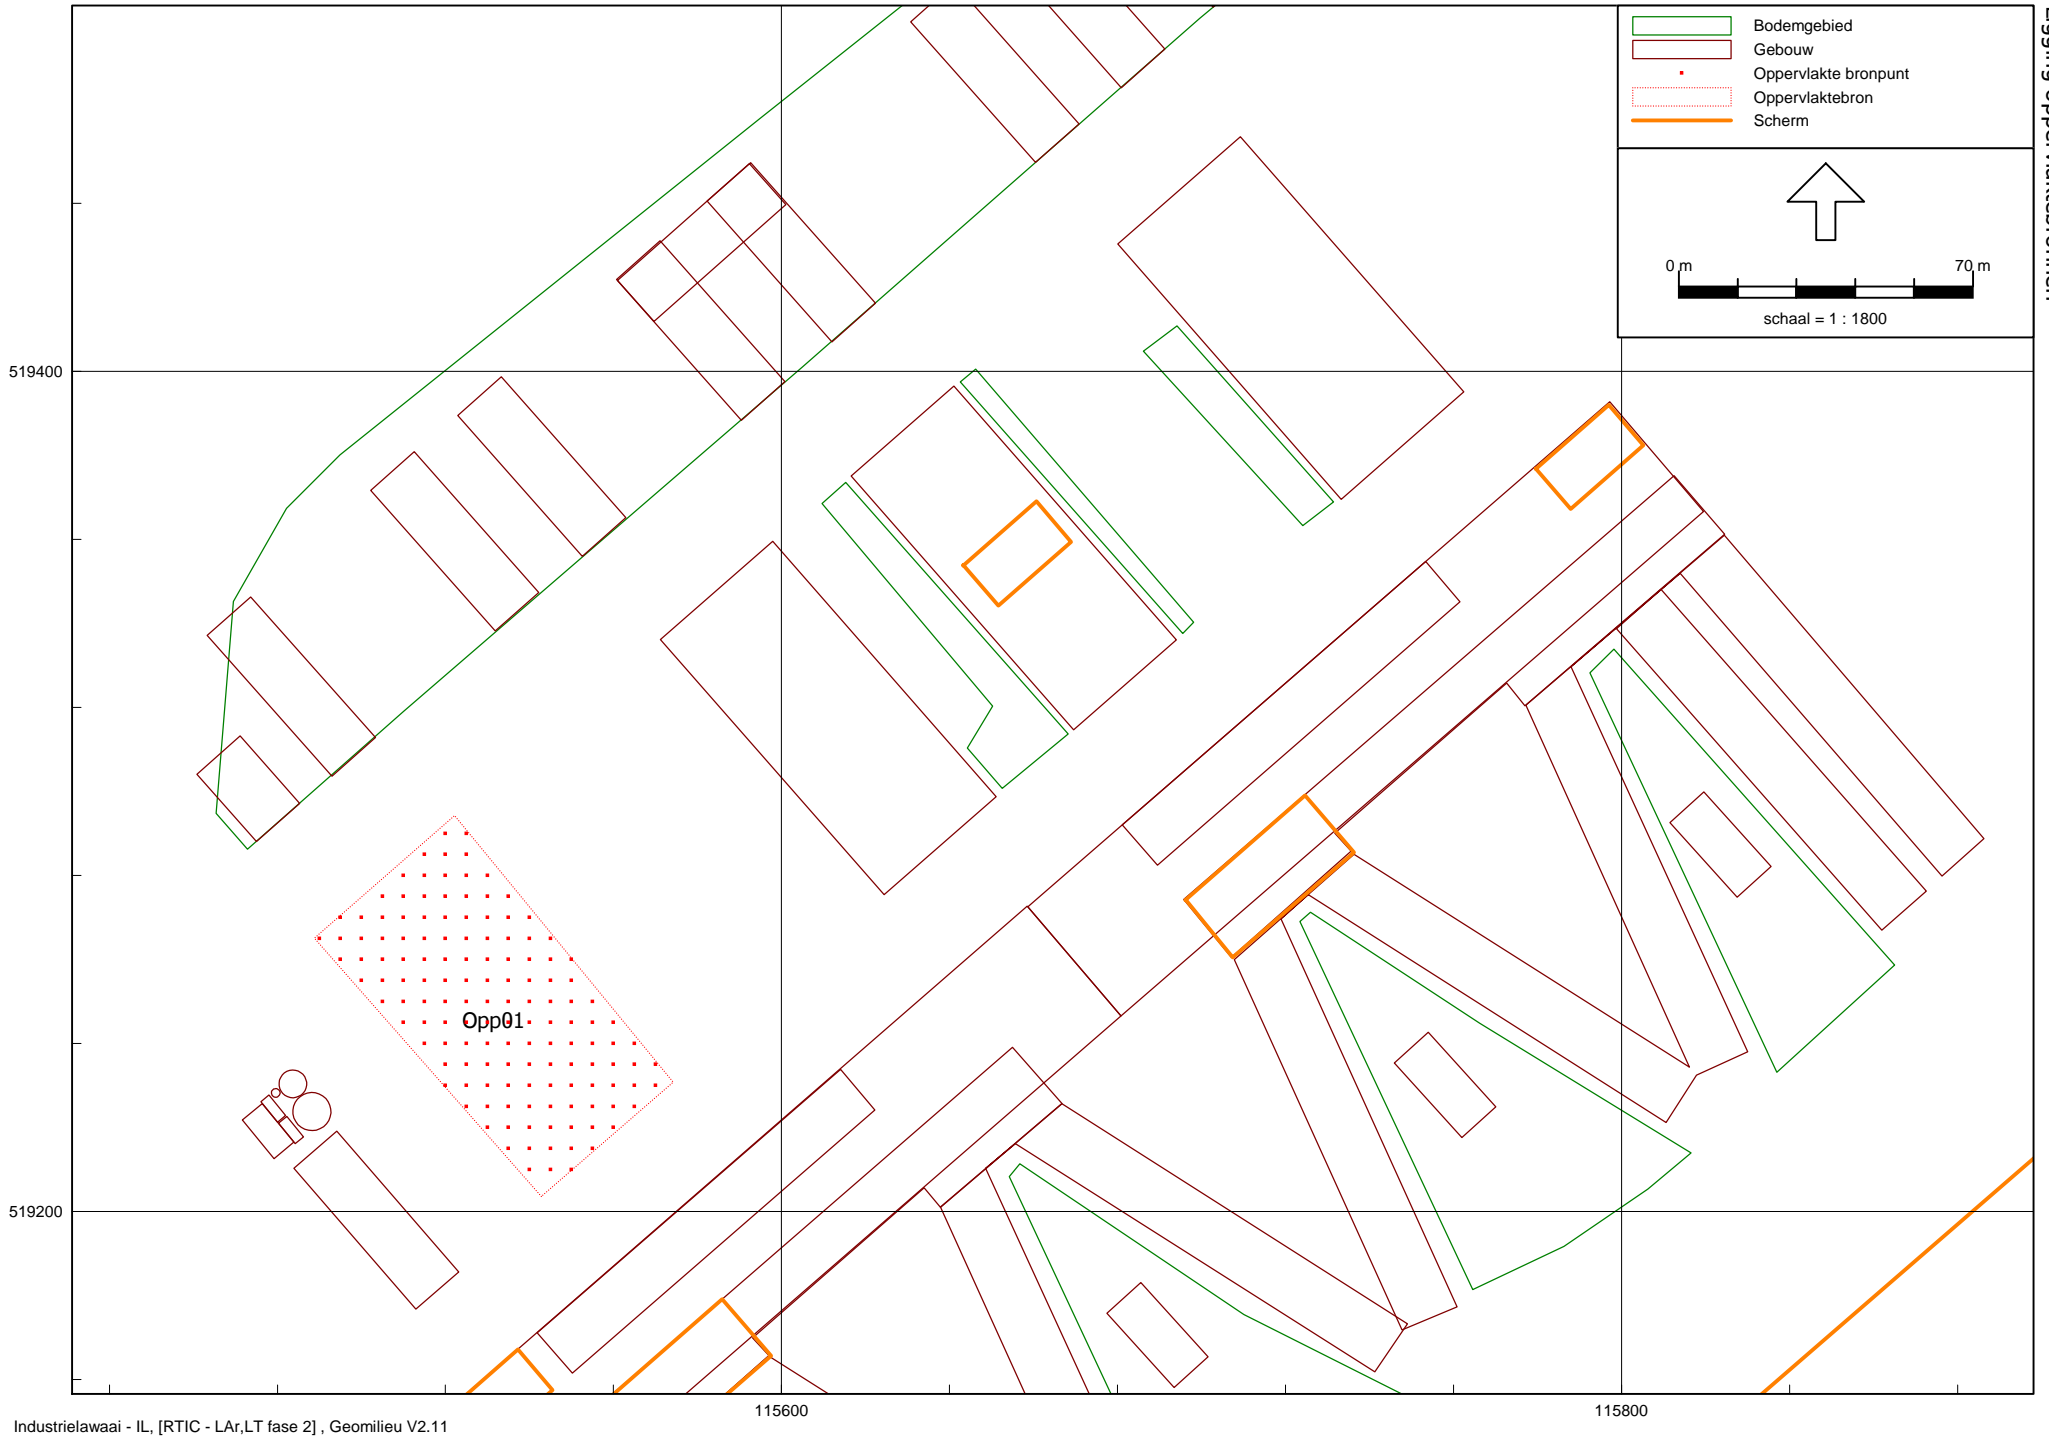 Bodemgebied
Gebouw
Oppervlakte bronpunt
Oppervlaktebron
Scherm
0 m 70 m
schaal = 1 : 1800
519400
Opp01
519200
115600 115800
Industrielawaai - IL, [RTIC - LAr,LT fase 2] , Geomilieu V2.11